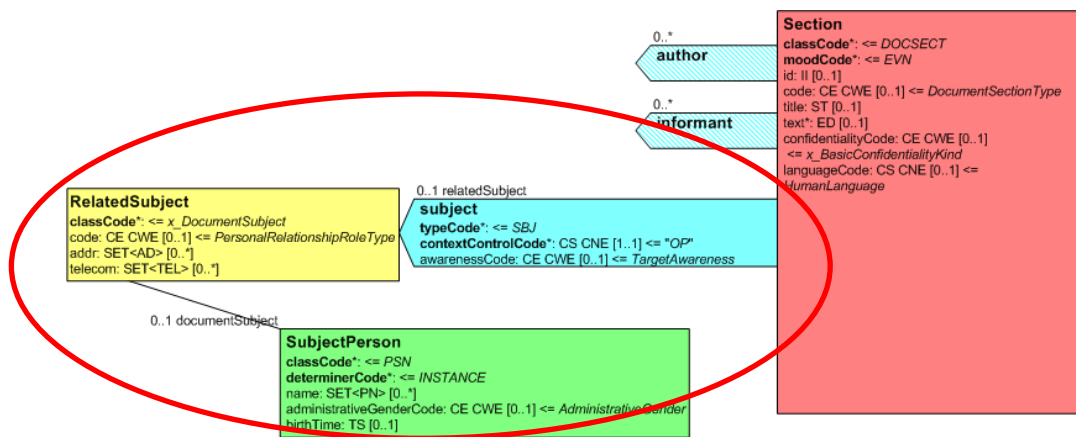 Section
classCode*: <= DOCSECT
moodCode*: <= EVN
id: II [0..1]
code: CE CWE [0..1] <= DocumentSectionType
title: ST [0..1]
text*: ED [0..1]
confidentialityCode: CE CWE [0..1]
<= x_BasicConfidentialityKind
languageCode: CS CNE [0..1] <=
HumanLanguage
0..*
author
0..*
informant
0..1 relatedSubject
subject
typeCode*: <= SBJ
contextControlCode*: CS CNE [1..1] <= "OP"
awarenessCode: CE CWE [0..1] <= TargetAwareness
RelatedSubject
classCode*: <= x_DocumentSubject
code: CE CWE [0..1] <= PersonalRelationshipRoleType
addr: SET<AD> [0..*]
telecom: SET<TEL> [0..*]
0..1 documentSubject
SubjectPerson
classCode*: <= PSN
determinerCode*: <= INSTANCE
name: SET<PN> [0..*]
administrativeGenderCode: CE CWE [0..1] <= AdministrativeGender
birthTime: TS [0..1]